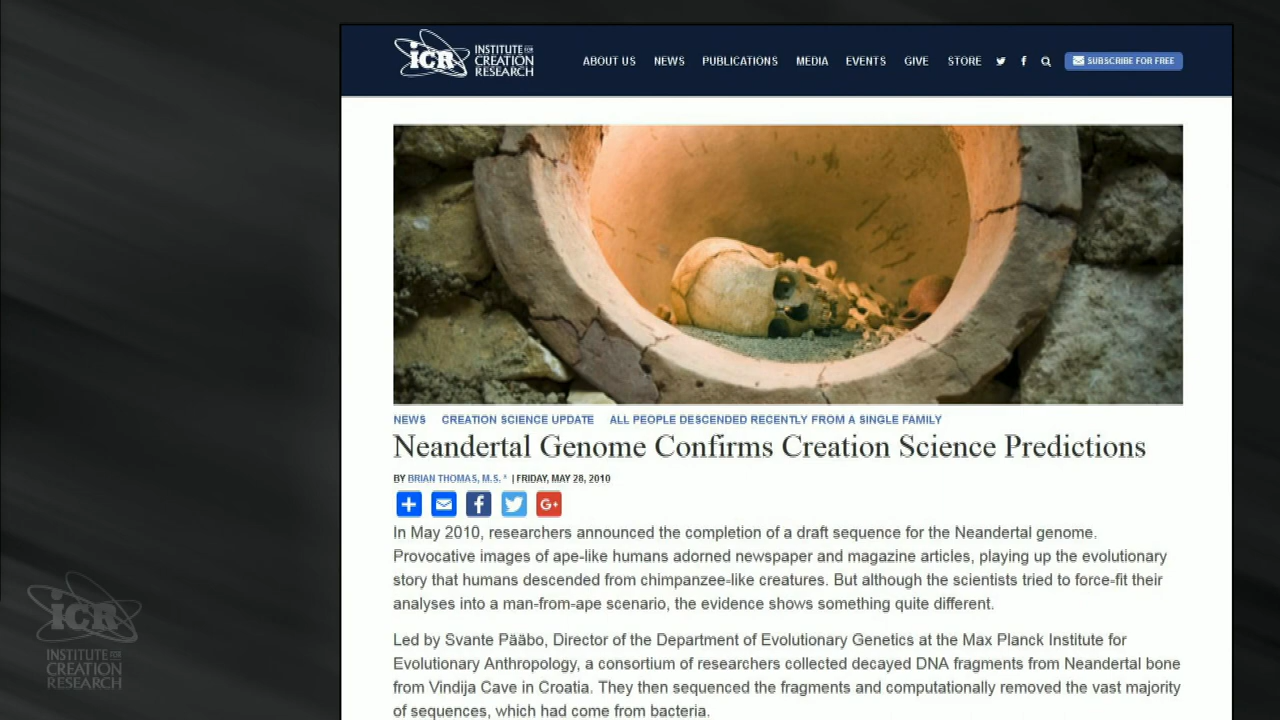 iCR INSTITUTE FOR CREATION RESEARCH
ABOUT US NEWS PUBLICATIONS MEDIA EVENTS GIVE STORE SUBSCRIBE FOR FREE
NEWS CREATION SCIENCE UPDATE ALL PEOPLE DESCENDED RECENTLY FROM A SINGLE FAMILY
Neandertal Genome Confirms Creation Science Predictions
BY BRIAN THOMAS, M.S. * | FRIDAY, MAY 28, 2010
G+
In May 2010, researchers announced the completion of a draft sequence for the Neandertal genome.
Provocative images of ape-like humans adorned newspaper and magazine articles, playing up the evolutionary
story that humans descended from chimpanzee-like creatures. But although the scientists tried to force-fit their
analyses into a man-from-ape scenario, the evidence shows something quite different.
Led by Svante Pääbo, Director of the Department of Evolutionary Genetics at the Max Planck Institute for
Evolutionary Anthropology, a consortium of researchers collected decayed DNA fragments from Neandertal bone
from Vindija Cave in Croatia. They then sequenced the fragments and computationally removed the vast majority
of sequences, which had come from bacteria.
iCR
INSTITUTE FOR
CREATION
RESEARCH